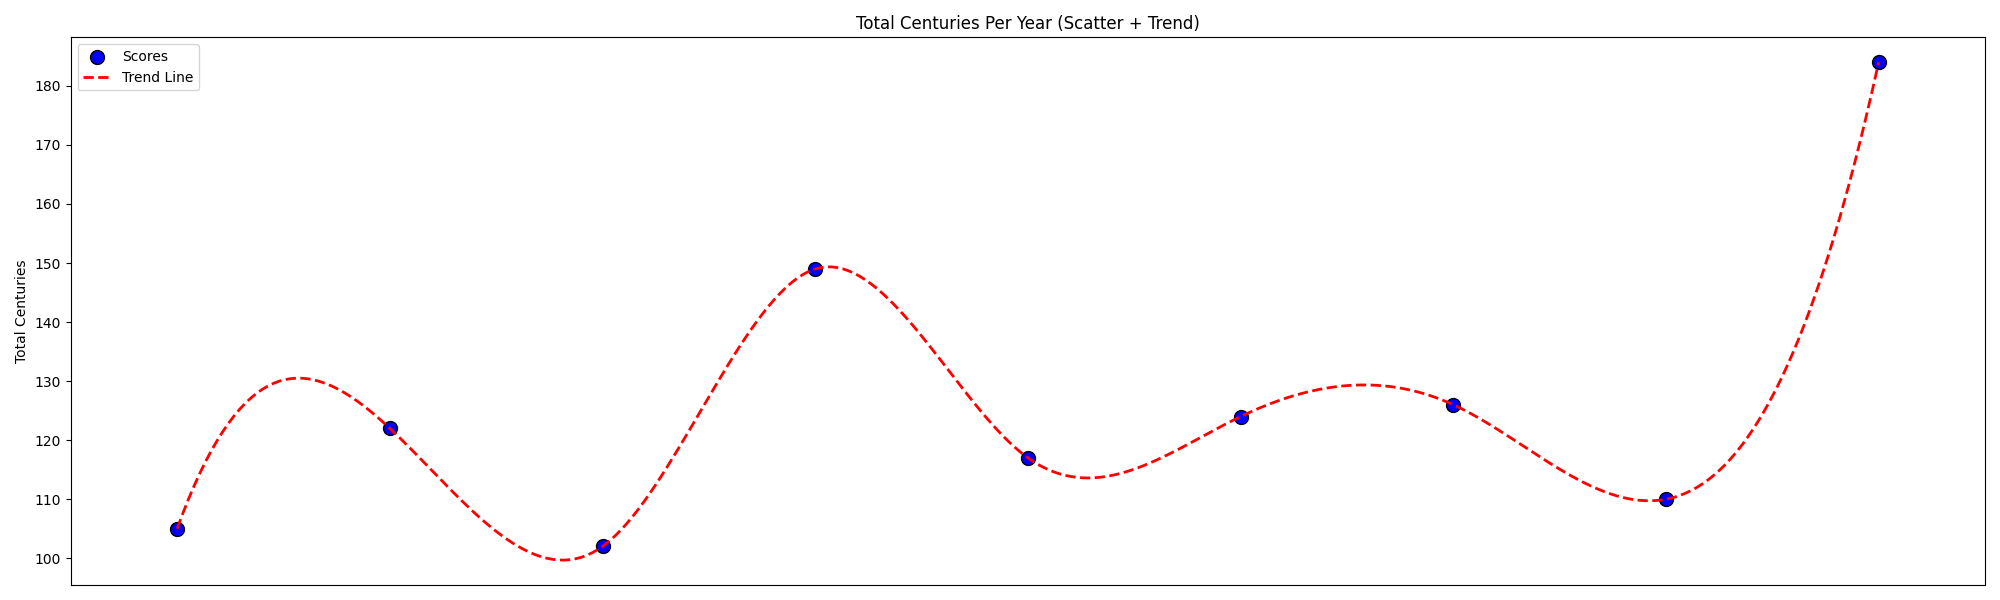 Total Centuries Per Year (Scatter + Trend)
Scores
Trend Line
180
170
160
150
140
130
120
110
100
Total Centuries